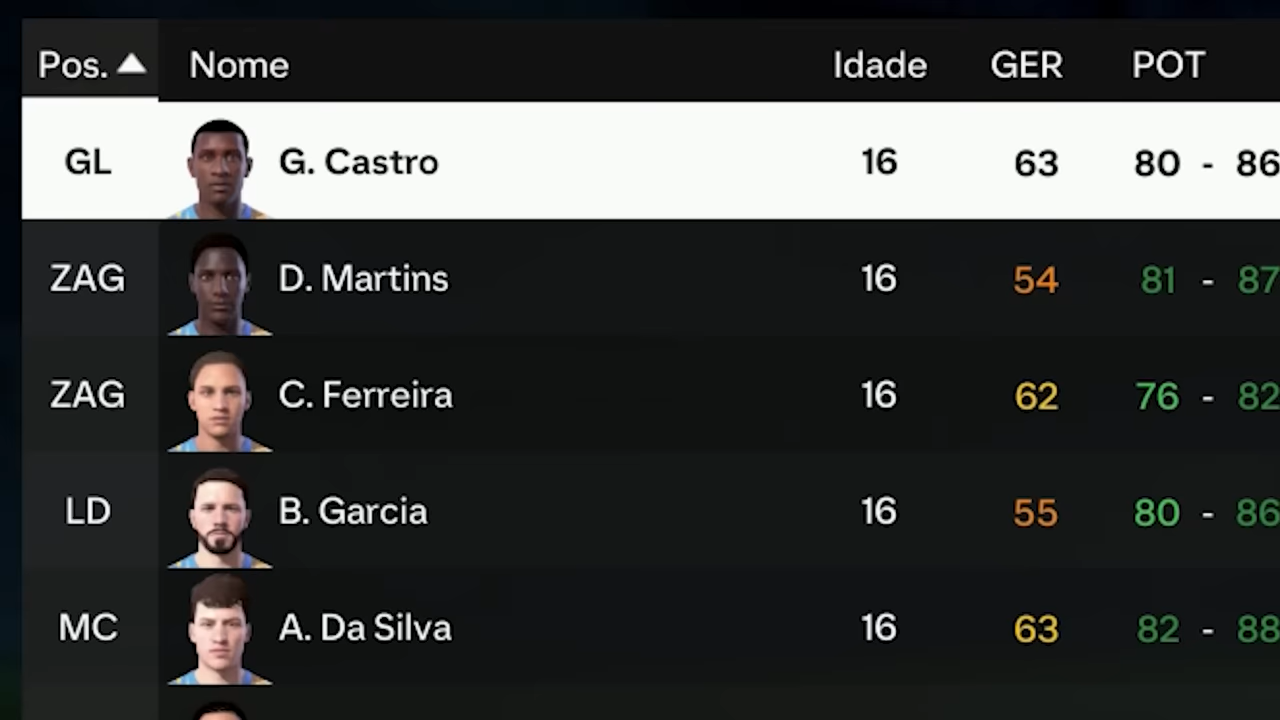 Pos. ▲ Nome Idade GER POT
GL G. Castro 16 63 80 - 86
ZAG D. Martins 16 54 81 - 87
ZAG C. Ferreira 16 62 76 - 82
LD B. Garcia 16 55 80 - 86
MC A. Da Silva 16 63 82 - 88